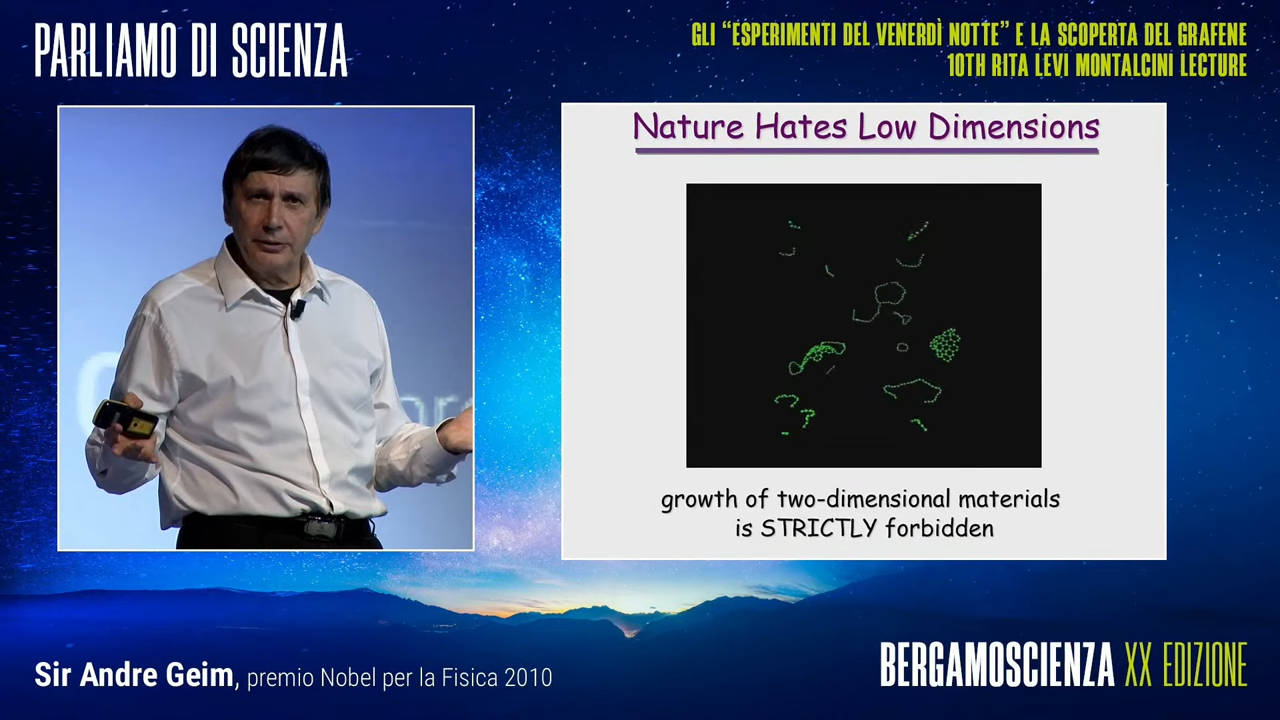 PARLIAMO DI SCIENZA
GLI “ESPERIMENTI DEL VENERDÌ NOTTE” E LA SCOPERTA DEL GRAFENE
10TH RITA LEVI MONTALCINI LECTURE
Nature Hates Low Dimensions
growth of two-dimensional materials
is STRICTLY forbidden
Sir Andre Geim, premio Nobel per la Fisica 2010
BERGAMOSCIENZA XX EDIZIONE